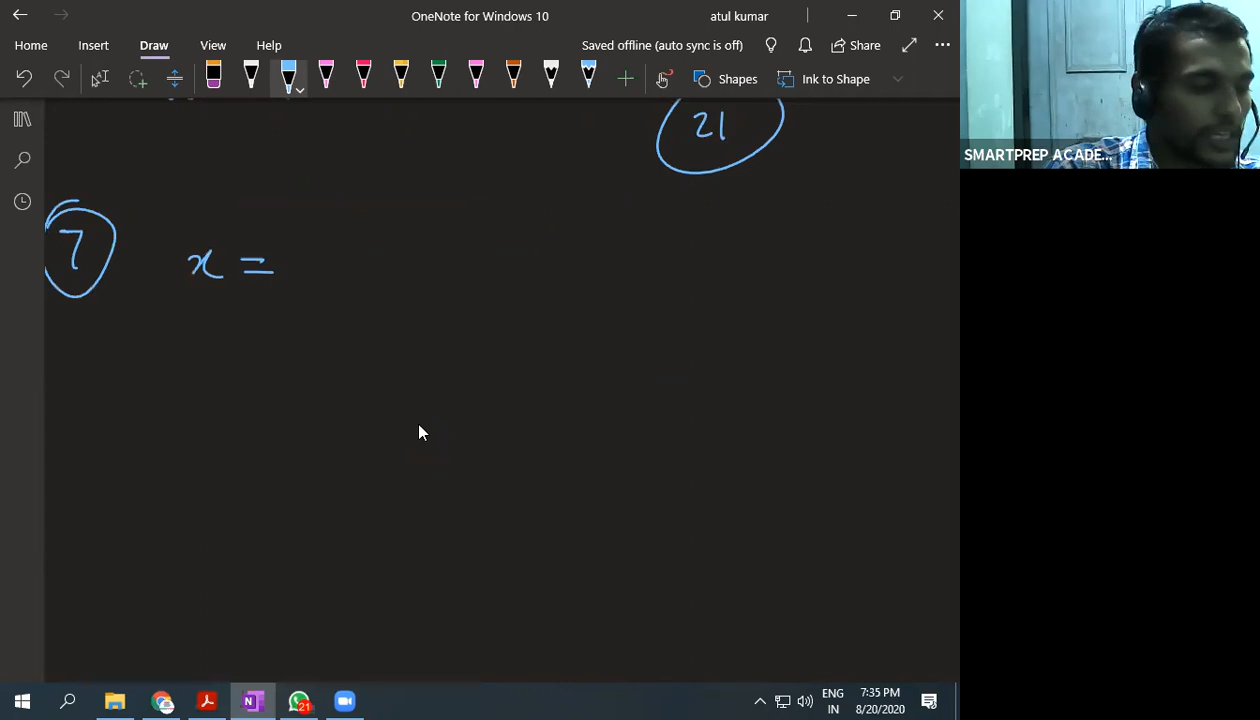 OneNote for Windows 10
atul kumar
Home Insert Draw View Help
Saved offline (auto sync is off)
Share
Shapes
Ink to Shape
SMARTPREP ACADE...
21
7 x =
N
21
ENG
IN
7:35 PM
8/20/2020